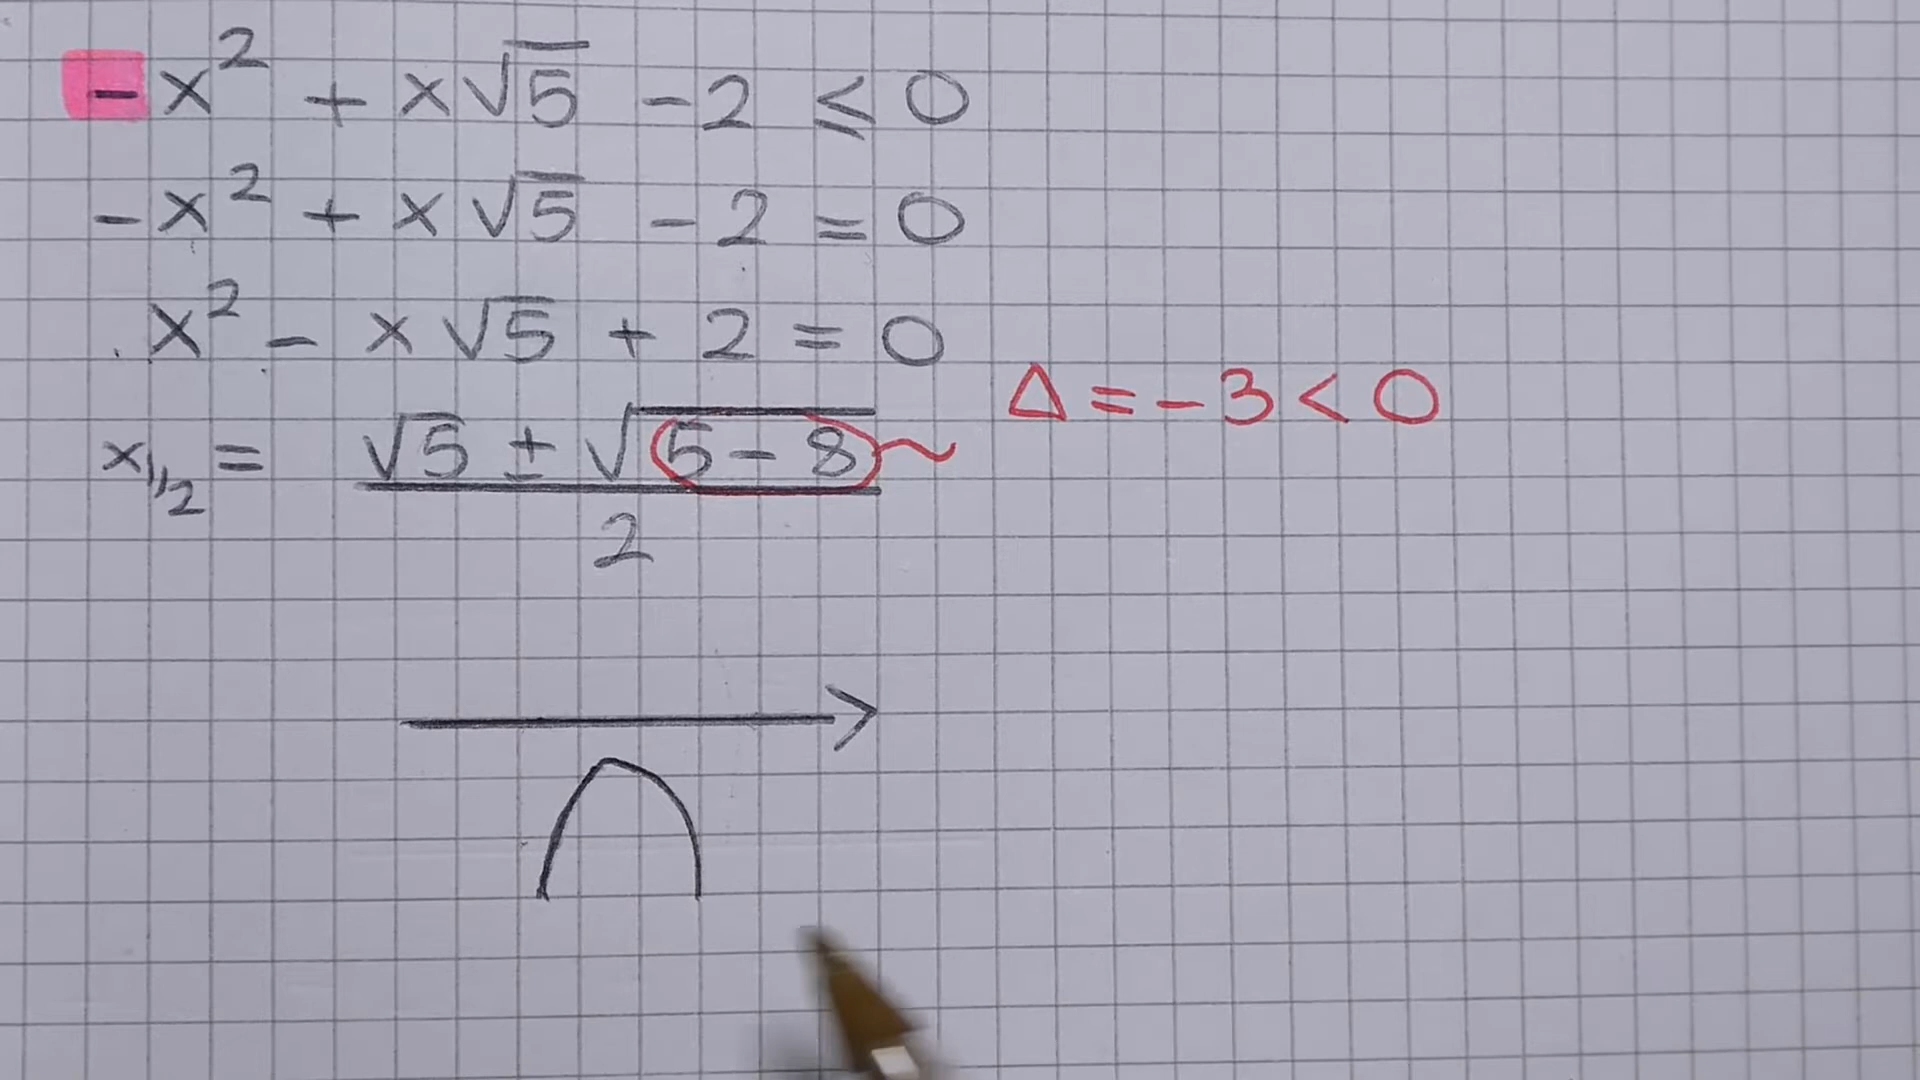 -x² + x√5 - 2 ≤ 0
-x² + x√5 - 2 = 0
x² - x√5 + 2 = 0
Δ = -3 < 0
x₁/₂ = (√5 ± √(5 - 8)) / 2